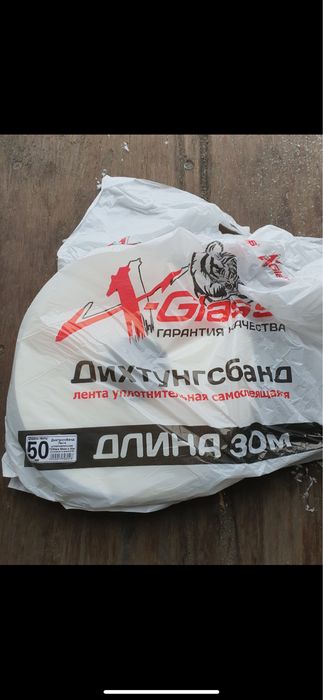 X-Glass
ГАРАНТИЯ КАЧЕСТВА
Дихтунгсбанд
лента уплотнительная самоклеящаяся
ДЛИНА 30М
50